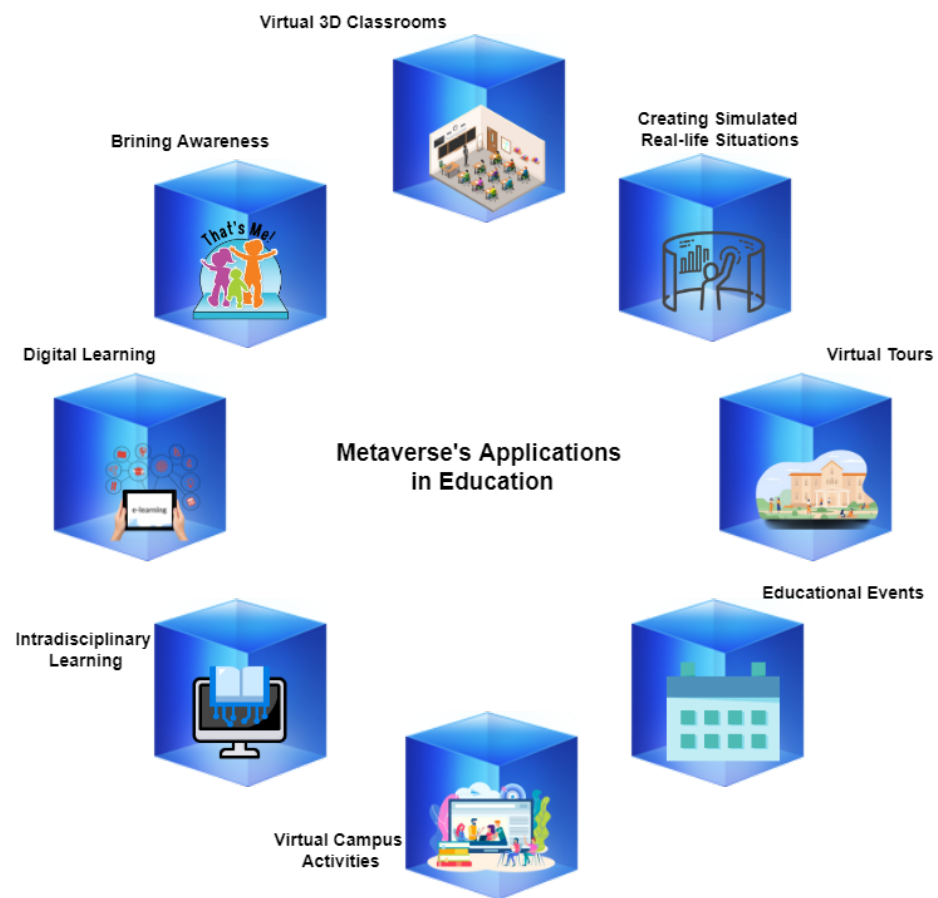 Virtual 3D Classrooms
Creating Simulated
Real-life Situations
Brining Awareness
That's Me!
Digital Learning
Virtual Tours
e-learning
Metaverse's Applications
in Education
Educational Events
Intradisciplinary
Learning
Virtual Campus
Activities